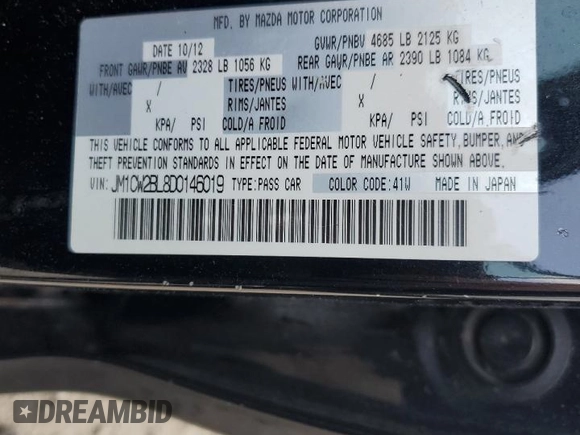 MFD. BY MAZDA MOTOR CORPORATION
DATE 10/12 GVWR/PNBV 4685 LB 2125 KG
FRONT GAWR/PNBE AV 2328 LB 1056 KG REAR GAWR/PNBE AR 2390 LB 1084 KG
WITH/AVEC / TIRES/PNEUS WITH/AVEC / TIRES/PNEUS
X RIMS/JANTES X RIMS/JANTES
KPA/ PSI COLD/A FROID KPA/ PSI COLD/A FROID
THIS VEHICLE CONFORMS TO ALL APPLICABLE FEDERAL MOTOR VEHICLE SAFETY, BUMPER, AND
THEFT PREVENTION STANDARDS IN EFFECT ON THE DATE OF MANUFACTURE SHOWN ABOVE.
VIN: JM1CW2BL8D0146019 TYPE: PASS CAR COLOR CODE: 41W MADE IN JAPAN
DREAMBID